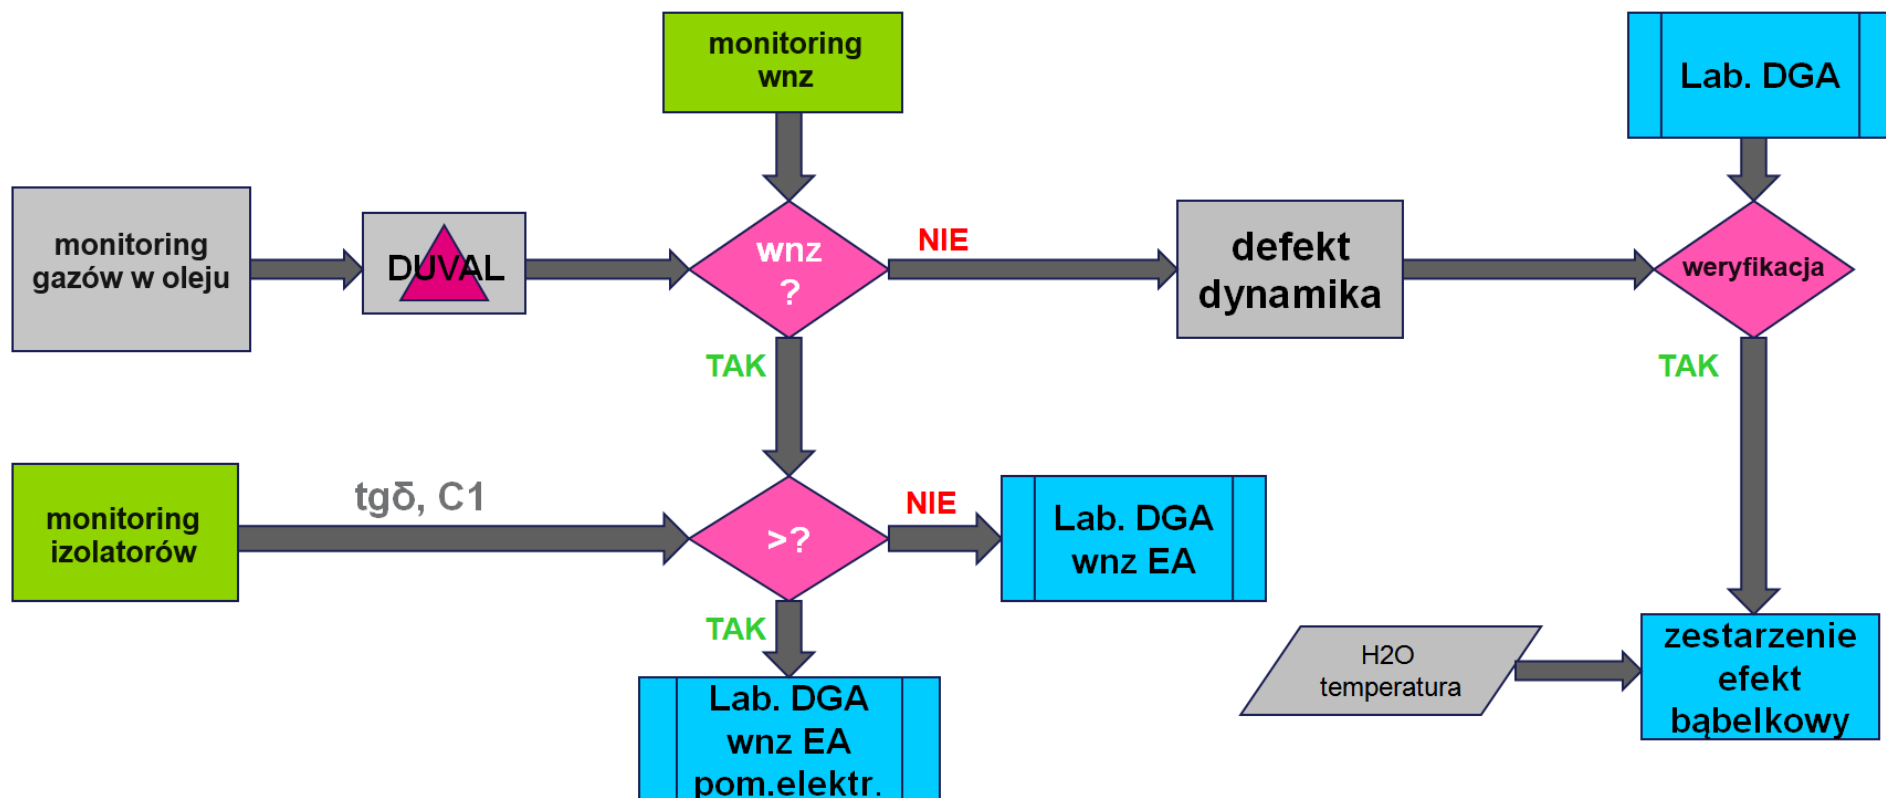 monitoring
wnz
Lab. DGA
monitoring
gazów w oleju
DUVAL
wnz
?
NIE
defekt
dynamika
weryfikacja
TAK
TAK
monitoring
izolatorów
tgδ, C1
>?
NIE
Lab. DGA
wnz EA
TAK
Lab. DGA
wnz EA
pom.elektr.
H2O
temperatura
zestarzenie
efekt
bąbelkowy